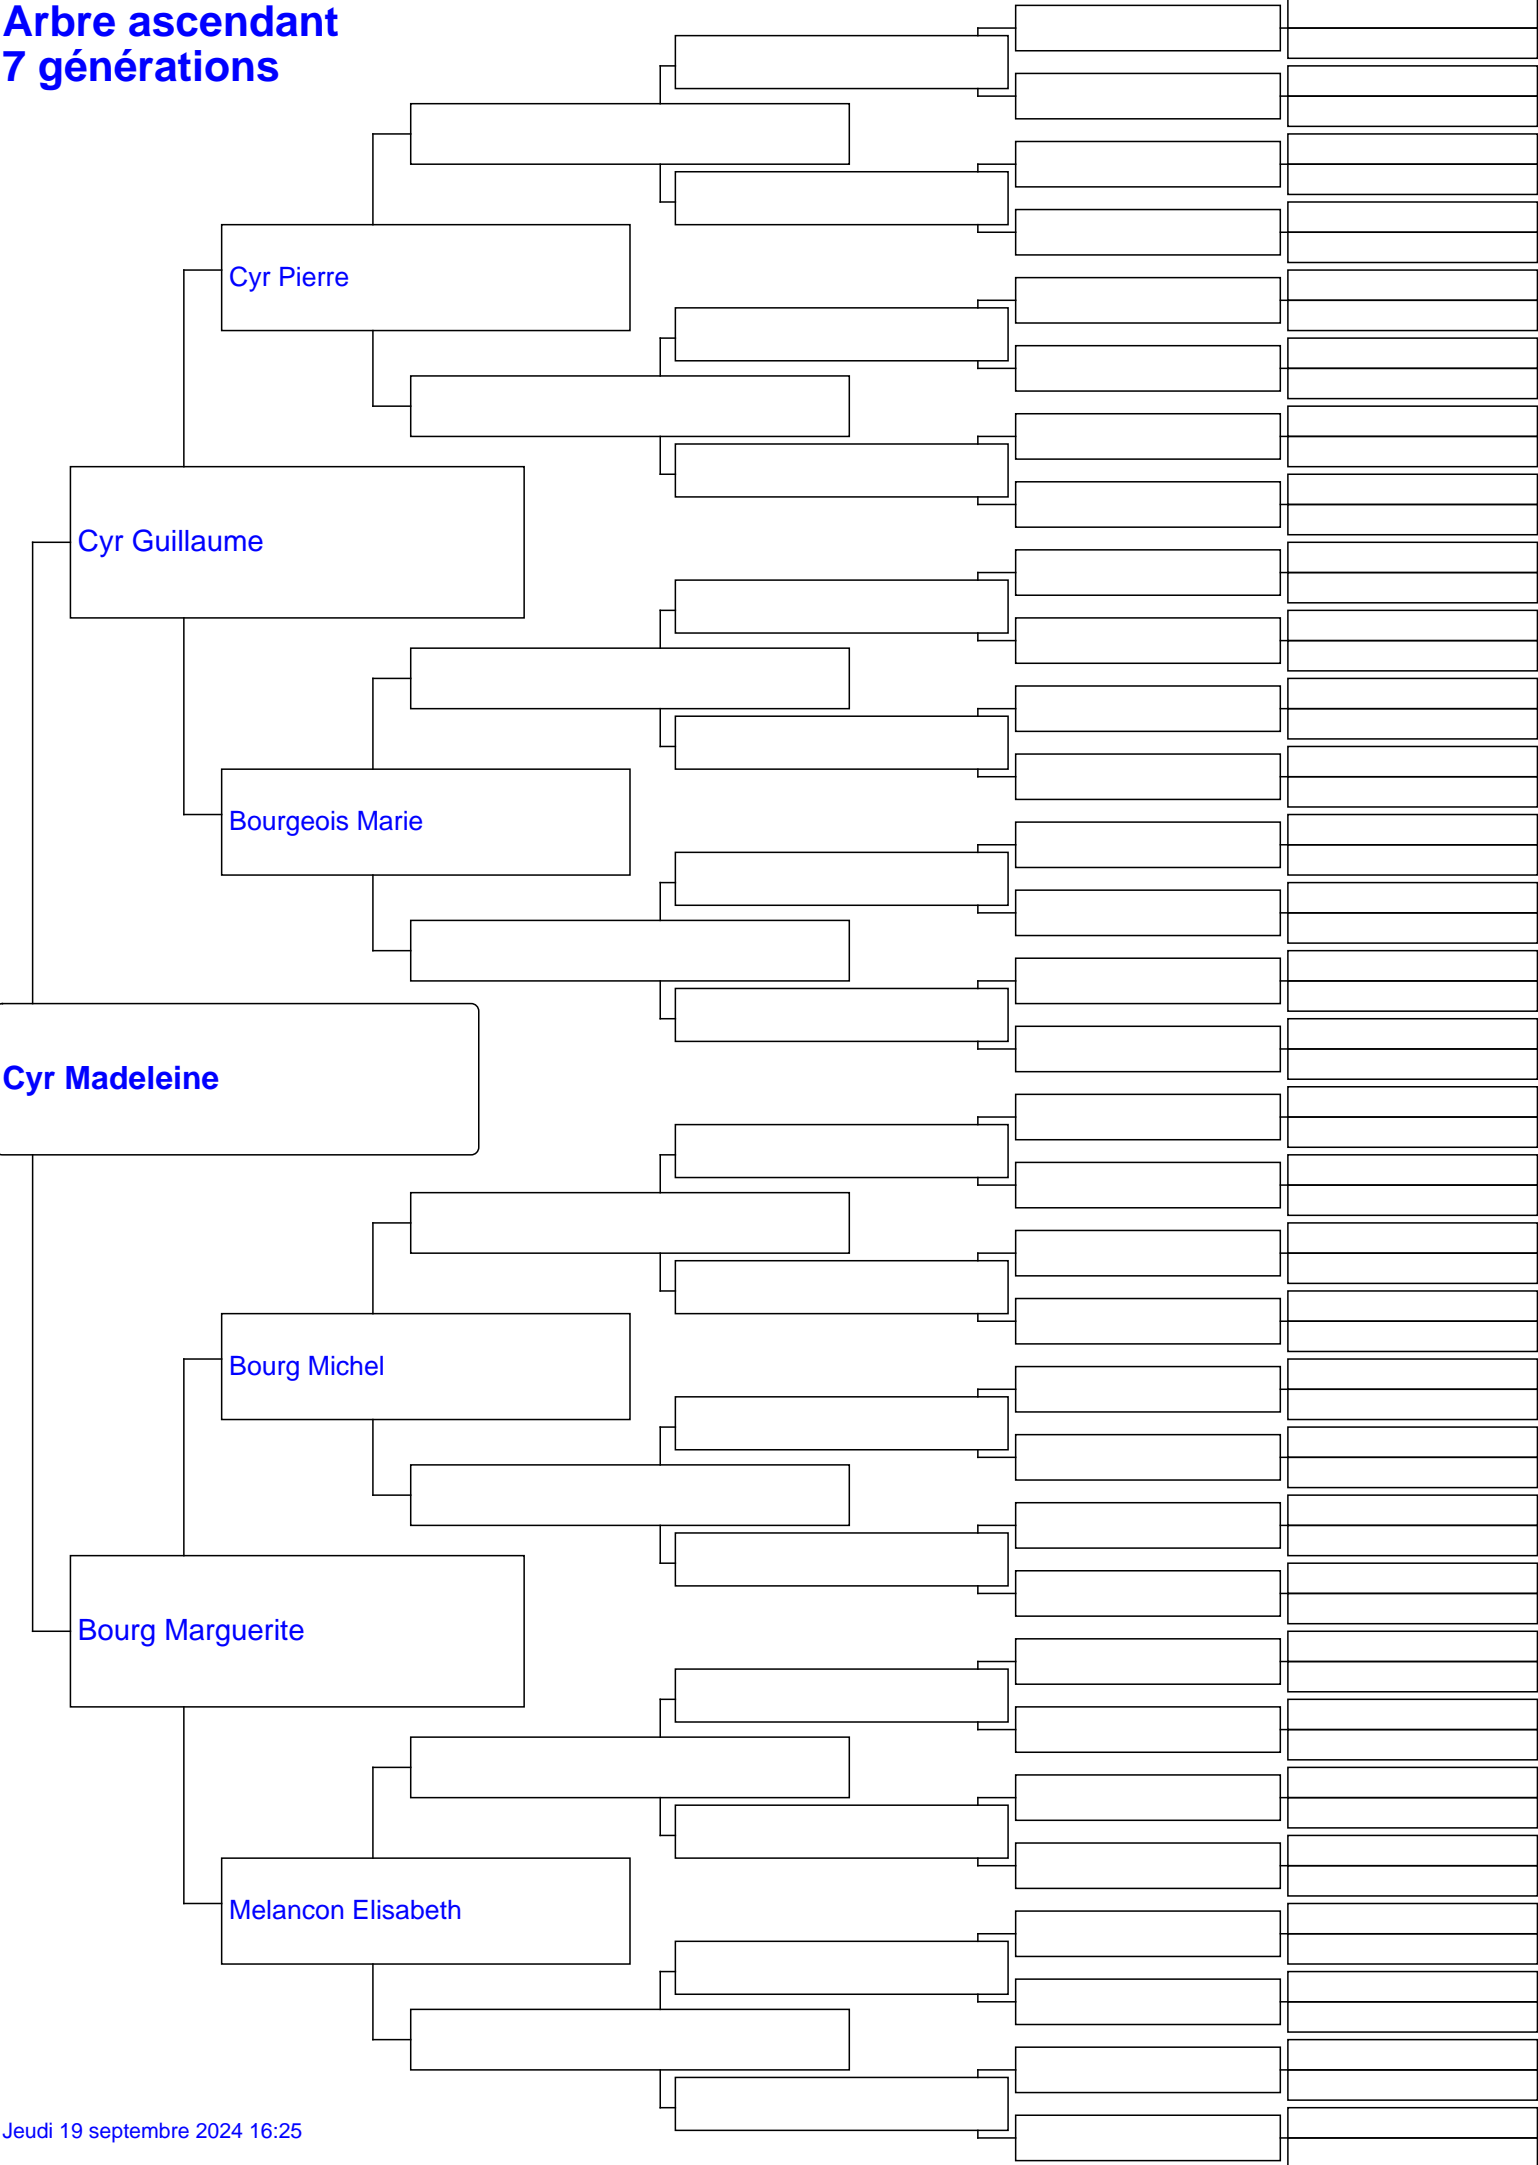 Arbre ascendant
7 générations
Cyr Pierre
Cyr Guillaume
Bourgeois Marie
Cyr Madeleine
Bourg Michel
Bourg Marguerite
Melancon Elisabeth
Jeudi 19 septembre 2024 16:25